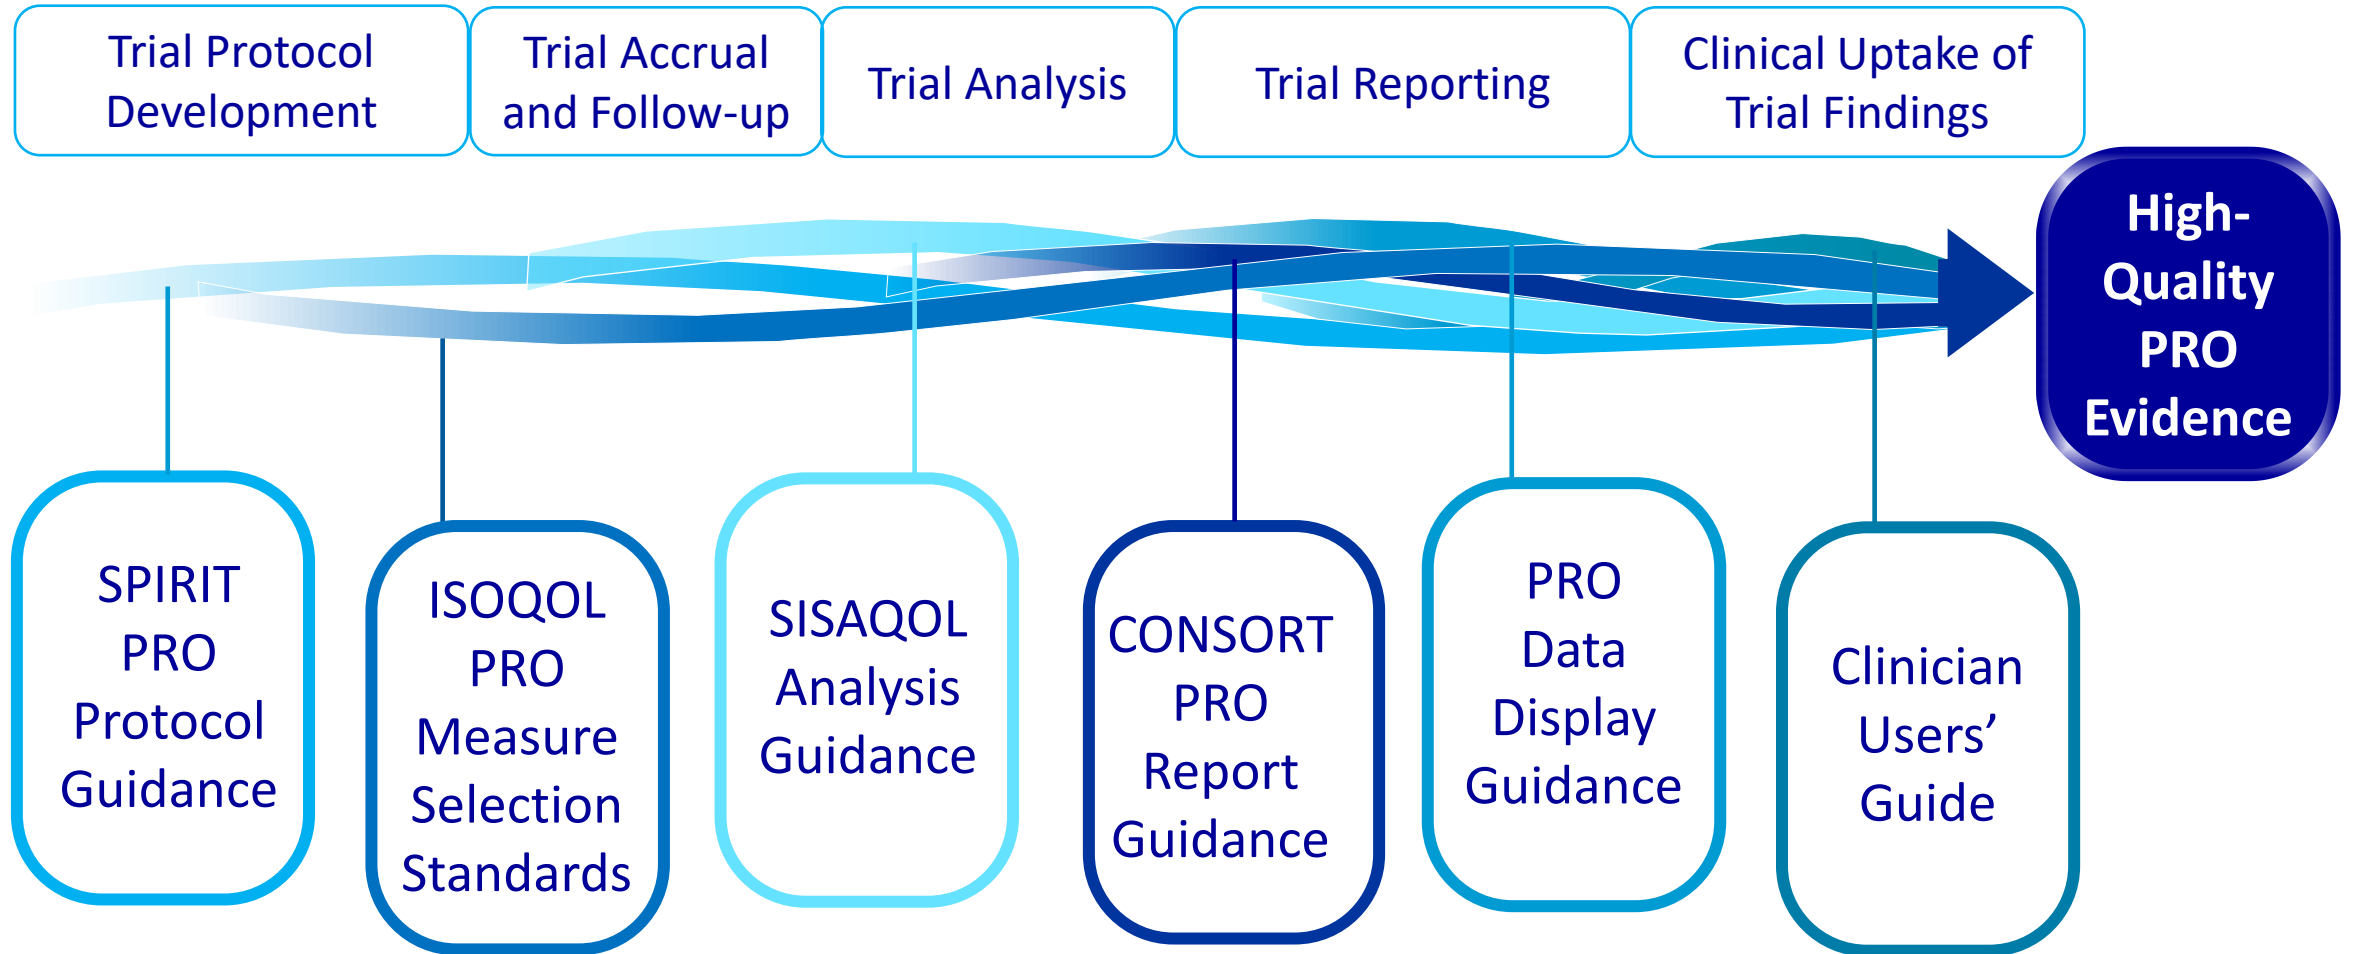 Trial Protocol
Development
Trial Accrual
and Follow-up
Trial Analysis
Trial Reporting
Clinical Uptake of
Trial Findings
High-
Quality
PRO
Evidence
SPIRIT
PRO
Protocol
Guidance
ISOQOL
PRO
Measure
Selection
Standards
SISAQOL
Analysis
Guidance
CONSORT
PRO
Report
Guidance
PRO
Data
Display
Guidance
Clinician
Users’
Guide